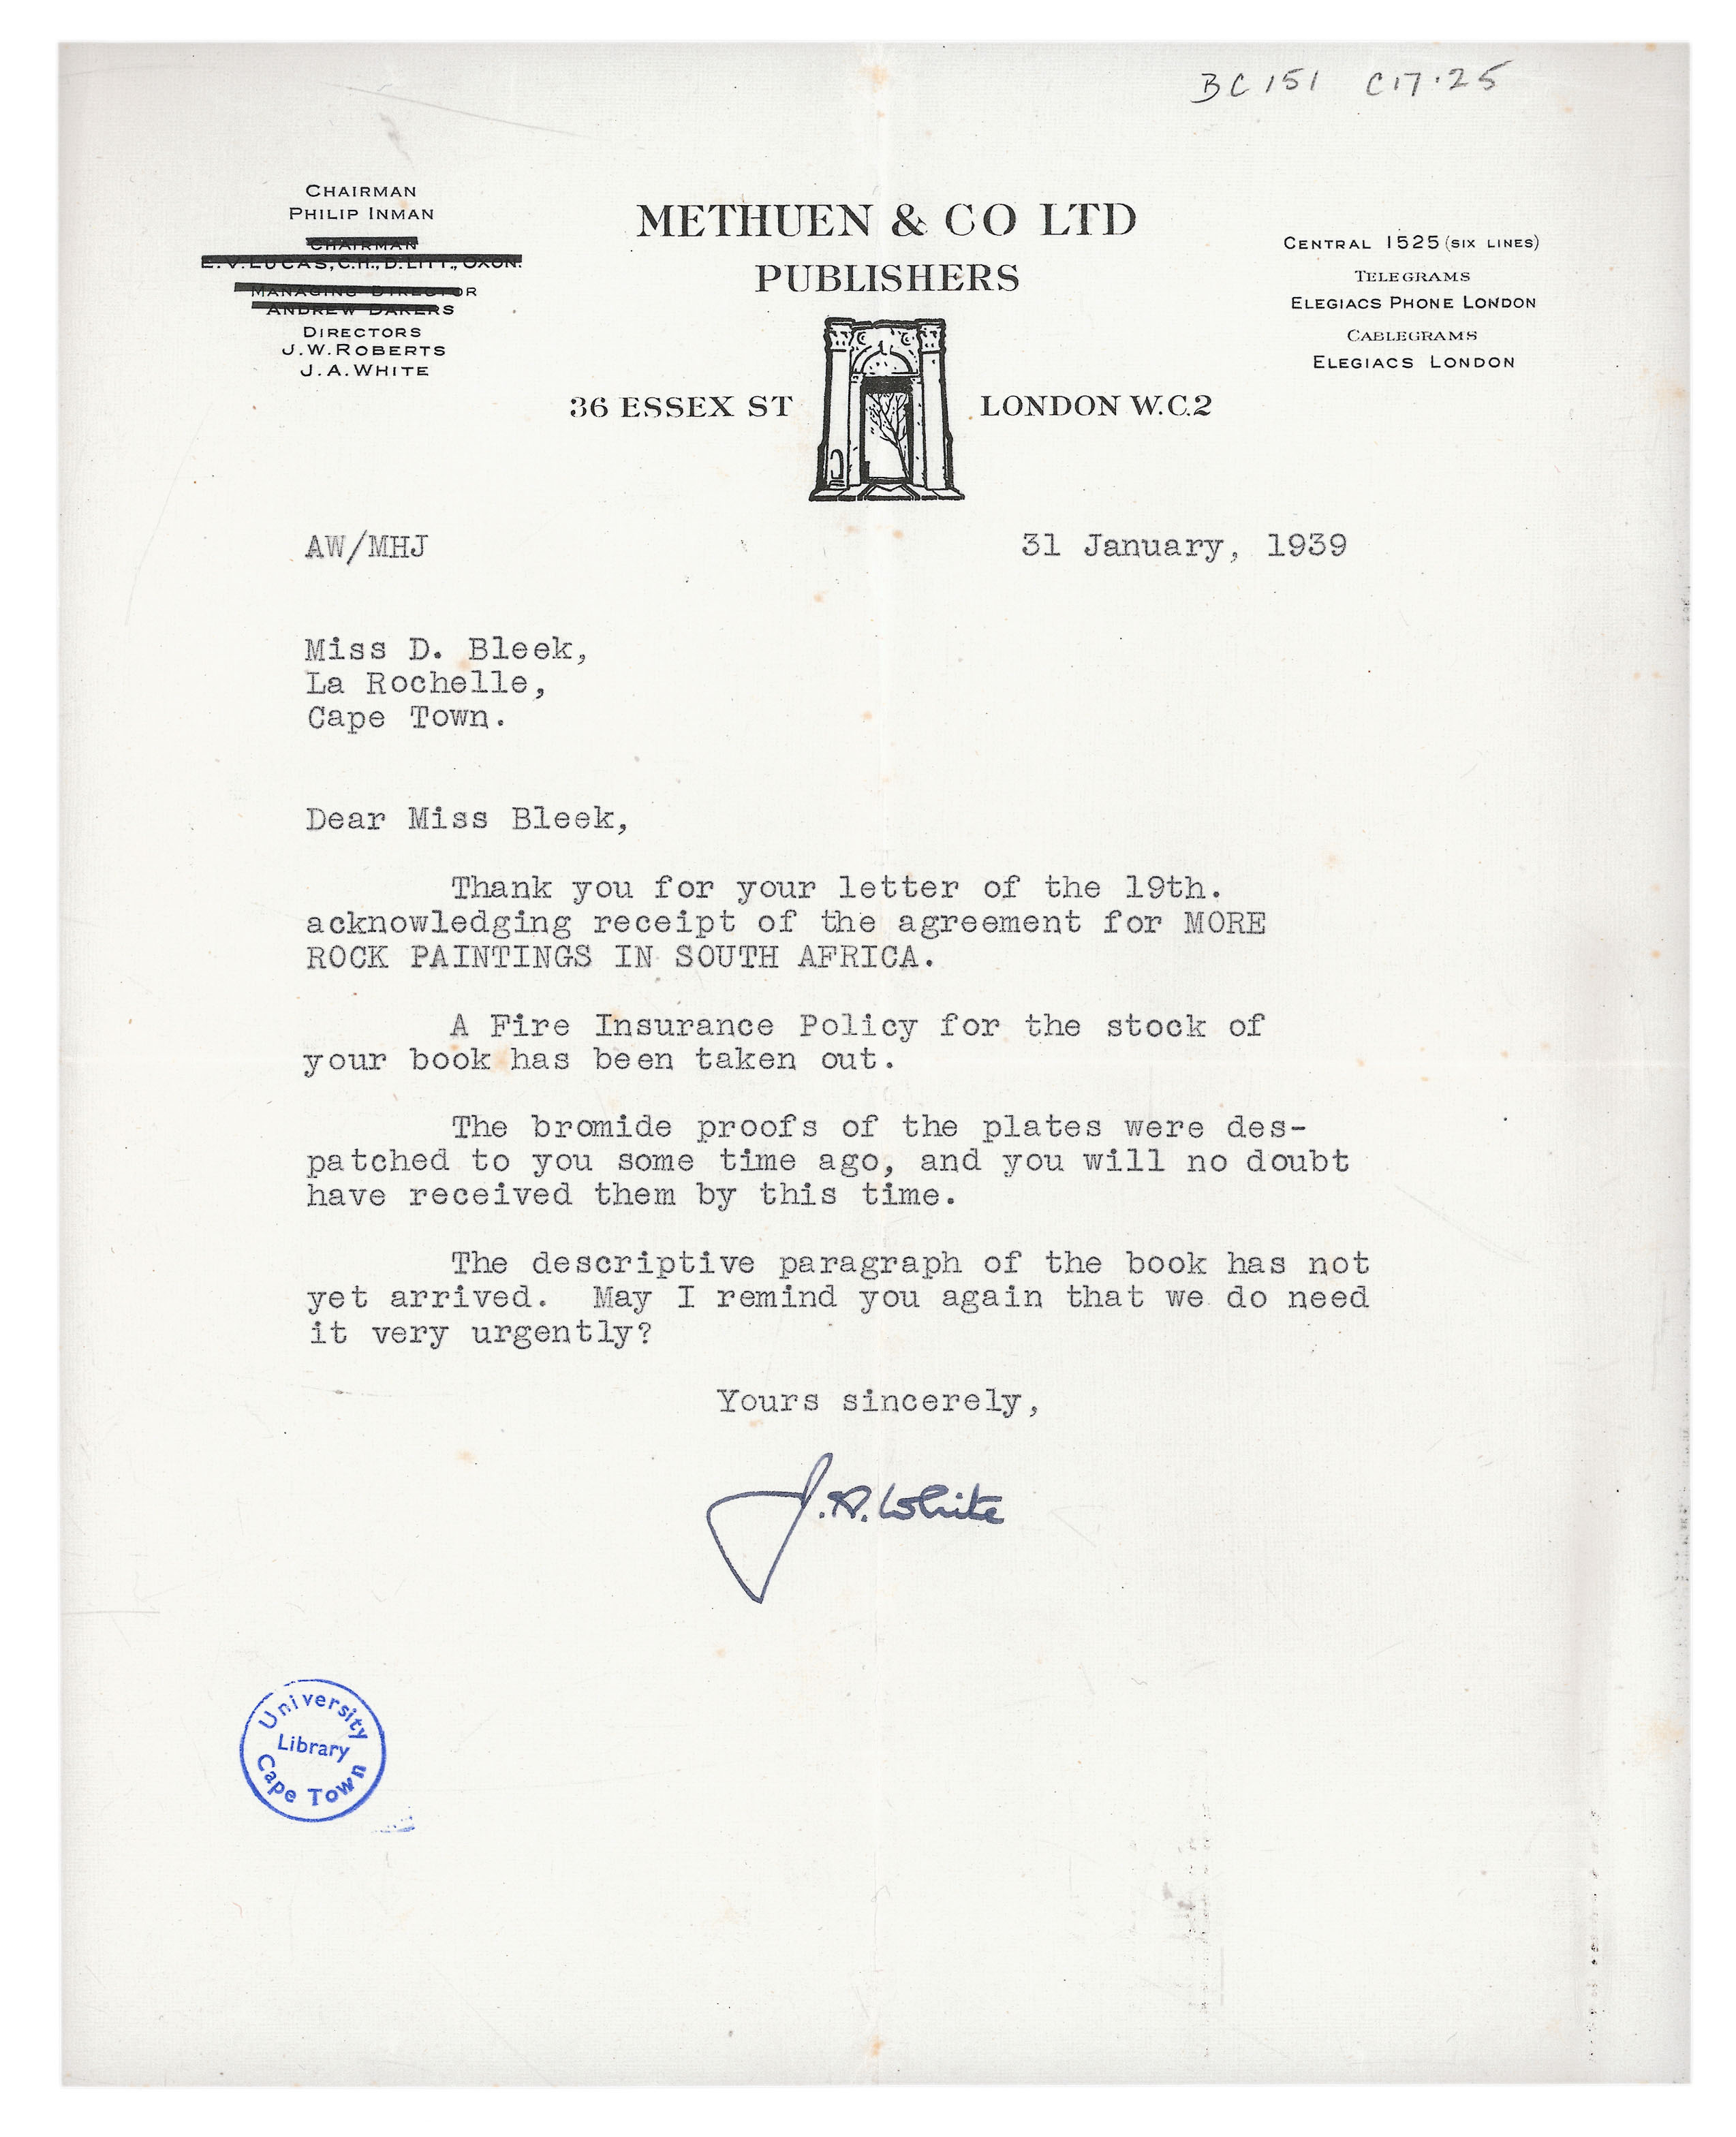 BC 151 C17.25
CHAIRMAN
PHILIP INMAN
CHAIRMAN
E. V. LUCAS, C.H., D.LITT., OXON.
MANAGING DIRECTOR
ANDREW DAKERS
DIRECTORS
J. W. ROBERTS
J. A. WHITE
METHUEN & CO LTD
PUBLISHERS
36 ESSEX ST LONDON W.C.2
CENTRAL 1525 (SIX LINES)
TELEGRAMS
ELEGIACS PHONE LONDON
CABLEGRAMS
ELEGIACS LONDON
AW/MHJ 31 January, 1939
Miss D. Bleek,
La Rochelle,
Cape Town.
Dear Miss Bleek,
Thank you for your letter of the 19th.
acknowledging receipt of the agreement for MORE
ROCK PAINTINGS IN SOUTH AFRICA.
A Fire Insurance Policy for the stock of
your book has been taken out.
The bromide proofs of the plates were des-
patched to you some time ago, and you will no doubt
have received them by this time.
The descriptive paragraph of the book has not
yet arrived. May I remind you again that we do need
it very urgently?
Yours sincerely,
J. A. White
University
Library
Cape Town